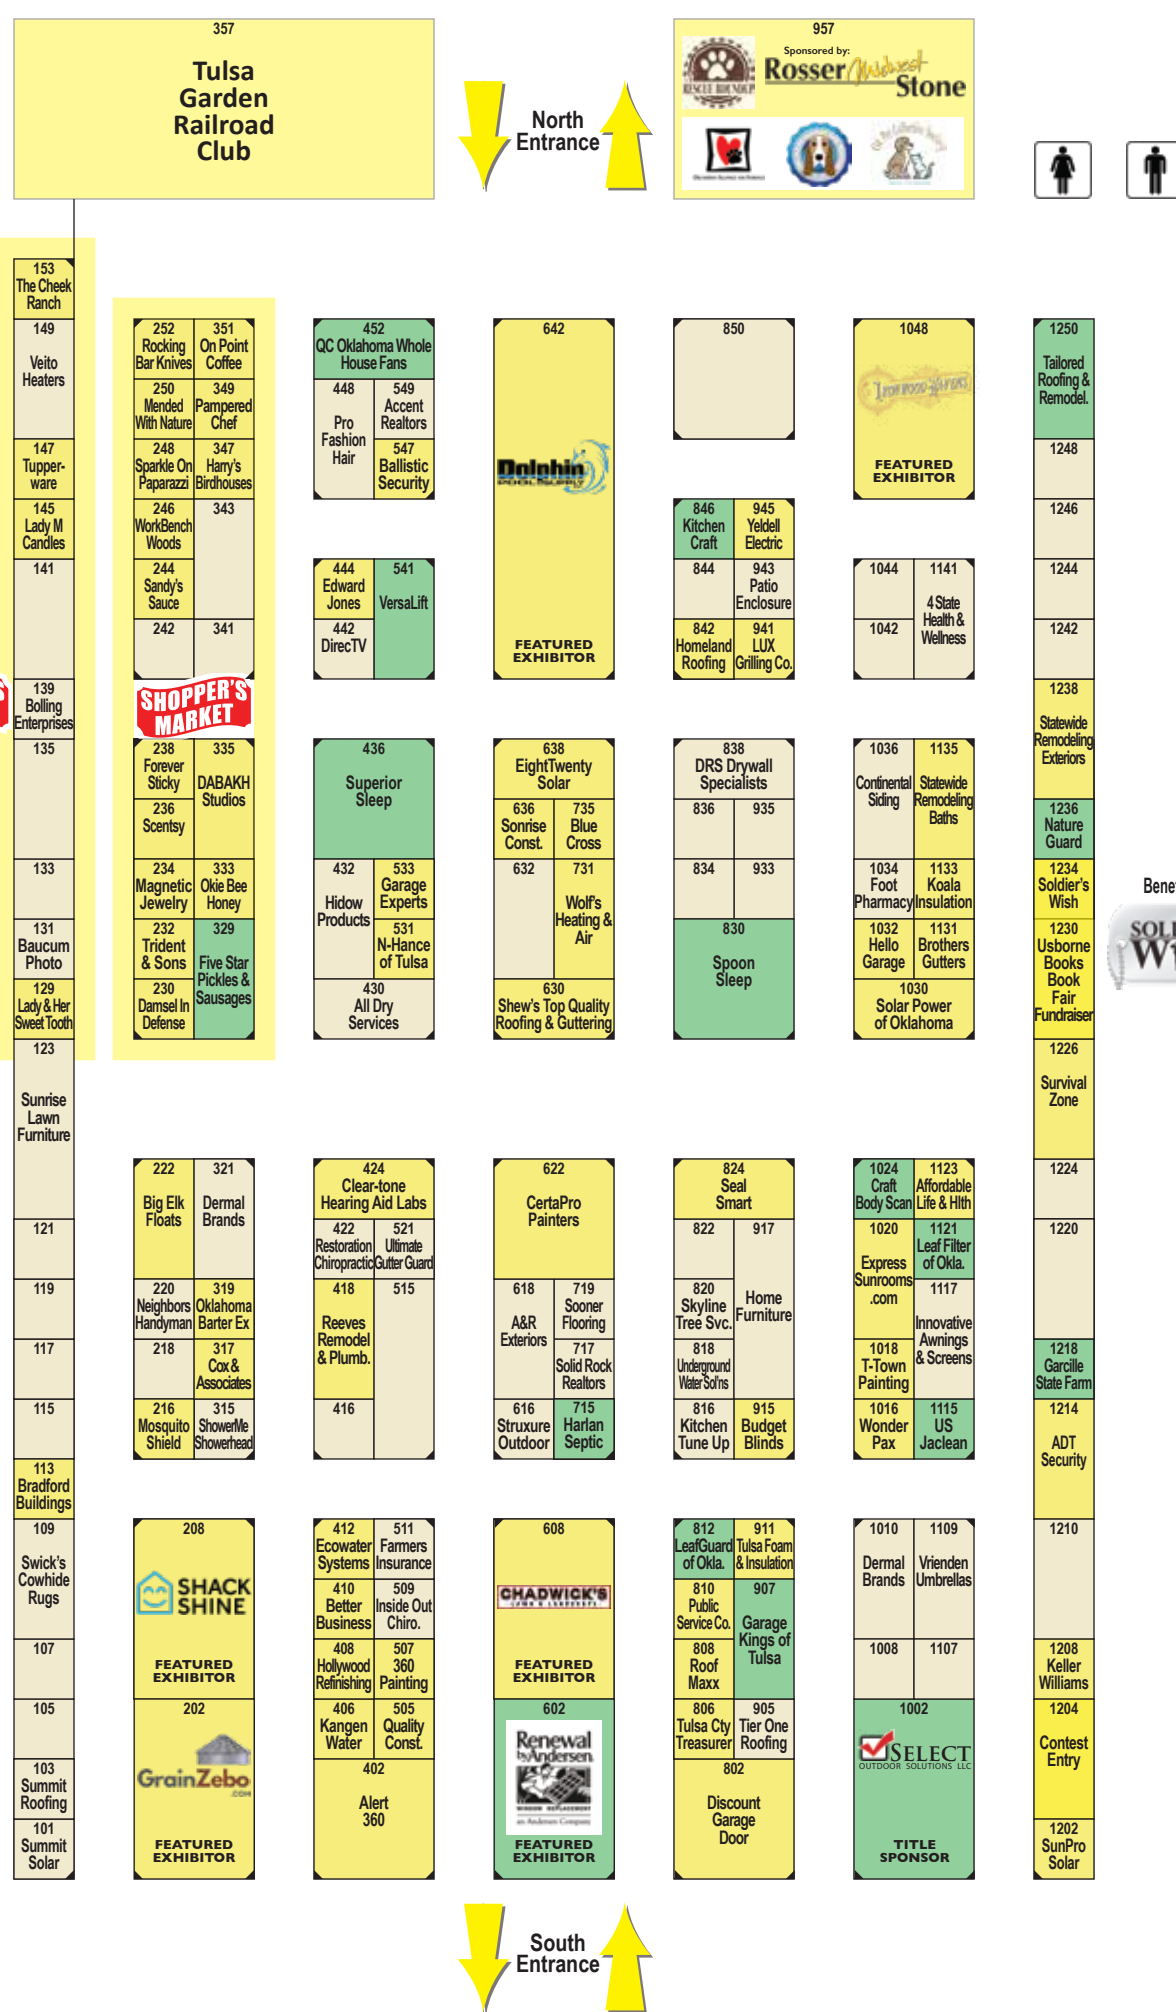 357
Tulsa
Garden
Railroad
Club
North
Entrance
957
Sponsored by:
Rosser Midwest
Stone
RESCUE ROUNDUP
153
The Cheek
Ranch
149
Veito
Heaters
147
Tupper-
ware
145
Lady M
Candles
141
139
Bolling
Enterprises
135
133
131
Baucum
Photo
129
Lady & Her
Sweet Tooth
123
Sunrise
Lawn
Furniture
121
119
117
115
113
Bradford
Buildings
109
Swick's
Cowhide
Rugs
107
105
103
Summit
Roofing
101
Summit
Solar
252
Rocking
Bar Knives
351
On Point
Coffee
250
Mended
With Nature
349
Pampered
Chef
248
Sparkle On
Paparazzi
347
Harry's
Birdhouses
246
WorkBench
Woods
343
244
Sandy's
Sauce
242
341
SHOPPER'S
MARKET
238
Forever
Sticky
335
DABAKH
Studios
236
Scentsy
234
Magnetic
Jewelry
333
Okie Bee
Honey
232
Trident
& Sons
329
Five Star
Pickles &
Sausages
230
Damsel In
Defense
222
Big Elk
Floats
321
Dermal
Brands
220
Neighbors
Handyman
319
Oklahoma
Barter Ex
218
317
Cox &
Associates
216
Mosquito
Shield
315
ShowerMe
Showerhead
208
SHACK
SHINE
FEATURED
EXHIBITOR
202
GrainZebo
.COM
FEATURED
EXHIBITOR
452
QC Oklahoma Whole
House Fans
448
Pro
Fashion
Hair
549
Accent
Realtors
547
Ballistic
Security
444
Edward
Jones
541
VersaLift
442
DirecTV
436
Superior
Sleep
432
Hidow
Products
533
Garage
Experts
531
N-Hance
of Tulsa
430
All Dry
Services
424
Clear-tone
Hearing Aid Labs
422
Restoration
Chiropractic
521
Ultimate
Gutter Guard
418
Reeves
Remodel
& Plumb.
515
416
412
Ecowater
Systems
511
Farmers
Insurance
410
Better
Business
509
Inside Out
Chiro.
408
Hollywood
Refinishing
507
360
Painting
406
Kangen
Water
505
Quality
Const.
402
Alert
360
642
Dolphin
POOL SUPPLY
FEATURED
EXHIBITOR
638
EightTwenty
Solar
636
Sonrise
Const.
735
Blue
Cross
632
731
Wolf's
Heating &
Air
630
Shew's Top Quality
Roofing & Guttering
622
CertaPro
Painters
618
A&R
Exteriors
719
Sooner
Flooring
717
Solid Rock
Realtors
616
Struxure
Outdoor
715
Harlan
Septic
608
CHADWICK'S
FEATURED
EXHIBITOR
602
Renewal
byAndersen
WINDOW REPLACEMENT
an Andersen Company
FEATURED
EXHIBITOR
850
846
Kitchen
Craft
945
Yeldell
Electric
844
943
Patio
Enclosure
842
Homeland
Roofing
941
LUX
Grilling Co.
838
DRS Drywall
Specialists
836
935
834
933
830
Spoon
Sleep
824
Seal
Smart
822
917
Home
Furniture
820
Skyline
Tree Svc.
818
Underground
Water Sol'ns
816
Kitchen
Tune Up
915
Budget
Blinds
812
LeafGuard
of Okla.
911
Tulsa Foam
& Insulation
810
Public
Service Co.
907
Garage
Kings of
Tulsa
808
Roof
Maxx
806
Tulsa Cty
Treasurer
905
Tier One
Roofing
802
Discount
Garage
Door
1048
FEATURED
EXHIBITOR
1044
1141
4 State
Health &
Wellness
1042
1036
Continental
Siding
1135
Statewide
Remodeling
Baths
1034
Foot
Pharmacy
1133
Koala
Insulation
1032
Hello
Garage
1131
Brothers
Gutters
1030
Solar Power
of Oklahoma
1024
Craft
Body Scan
1123
Affordable
Life & Hlth
1020
Express
Sunrooms
.com
1121
Leaf Filter
of Okla.
1117
Innovative
Awnings
& Screens
1018
T-Town
Painting
1016
Wonder
Pax
1115
US
Jaclean
1010
Dermal
Brands
1109
Vrienden
Umbrellas
1008
1107
1002
SELECT
OUTDOOR SOLUTIONS LLC
TITLE
SPONSOR
1250
Tailored
Roofing &
Remodel.
1248
1246
1244
1242
1238
Statewide
Remodeling
Exteriors
1236
Nature
Guard
1234
Soldier's
Wish
1230
Usborne
Books
Book
Fair
Fundraiser
1226
Survival
Zone
1224
1220
1218
Garcille
State Farm
1214
ADT
Security
1210
1208
Keller
Williams
1204
Contest
Entry
1202
SunPro
Solar
Bene
SOL
W
South
Entrance